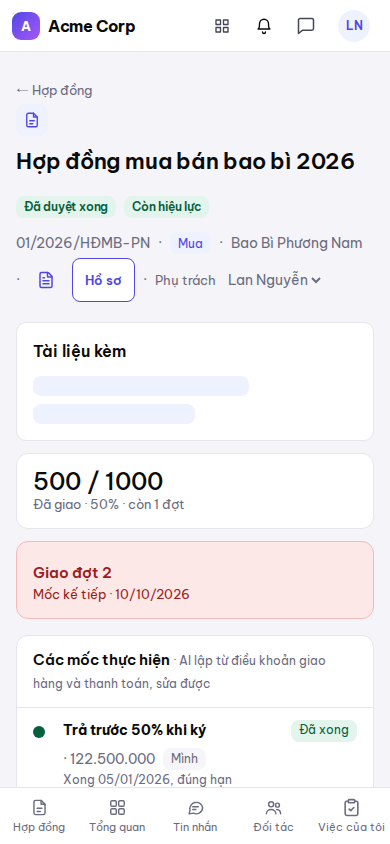 A Acme Corp LN
← Hợp đồng
Hợp đồng mua bán bao bì 2026
Đã duyệt xong Còn hiệu lực
01/2026/HĐMB-PN · Mua · Bao Bì Phương Nam
· Hồ sơ · Phụ trách Lan Nguyễn
Tài liệu kèm
500 / 1000
Đã giao · 50% · còn 1 đợt
Giao đợt 2
Mốc kế tiếp · 10/10/2026
Các mốc thực hiện · AI lập từ điều khoản giao
hàng và thanh toán, sửa được
Trả trước 50% khi ký Đã xong
· 122.500.000 Mình
Xong 05/01/2026, đúng hạn
Hợp đồng Tổng quan Tin nhắn Đối tác Việc của tôi